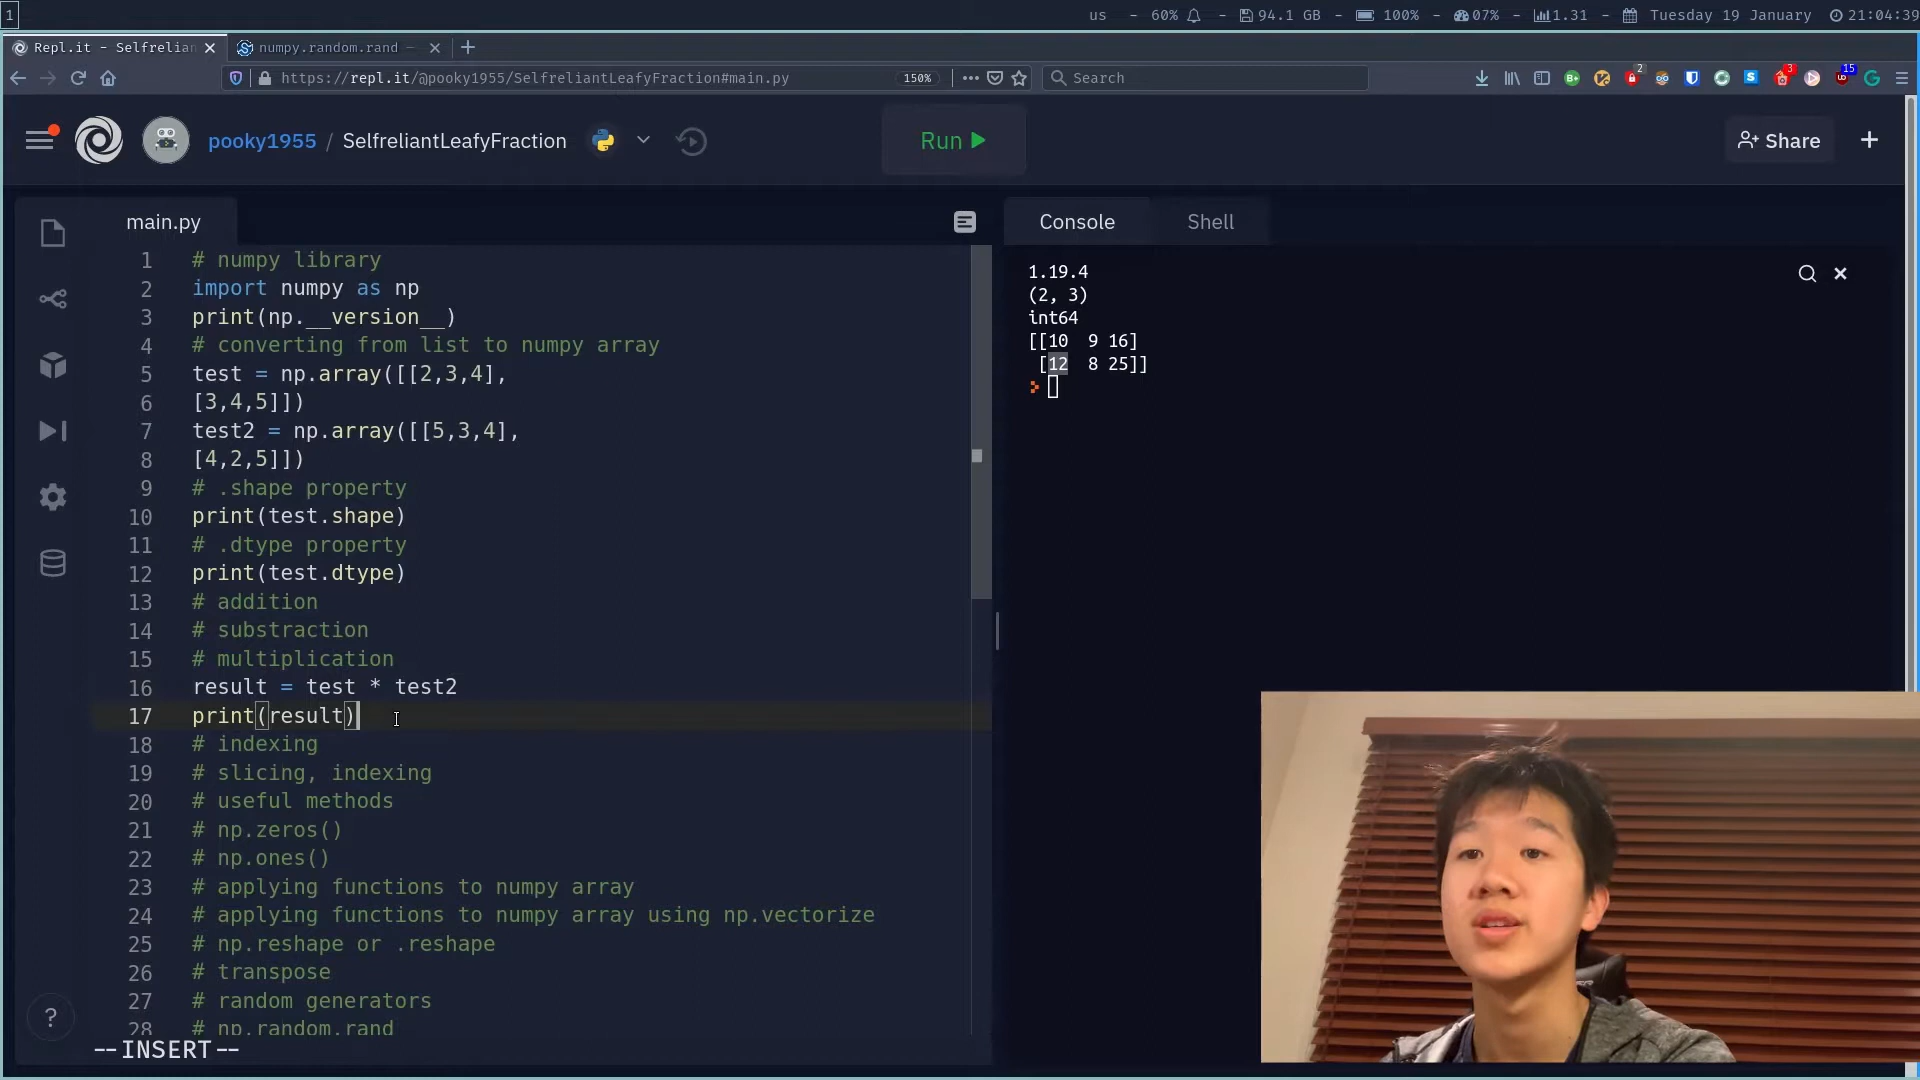 1
us - 60% - 94.1 GB - 100% - 07% - 1.31 - Tuesday 19 January 21:04:39
Repl.it - Selfrelian
numpy.random.rand —
https://repl.it/@pooky1955/SelfreliantLeafyFraction#main.py
150%
Search
2
3
15
pooky1955 / SelfreliantLeafyFraction
Run
Share
main.py
1 # numpy library
2 import numpy as np
3 print(np.__version__)
4 # converting from list to numpy array
5 test = np.array([[2,3,4],
6 [3,4,5]])
7 test2 = np.array([[5,3,4],
8 [4,2,5]])
9 # .shape property
10 print(test.shape)
11 # .dtype property
12 print(test.dtype)
13 # addition
14 # substraction
15 # multiplication
16 result = test * test2
17 print(result)
18 # indexing
19 # slicing, indexing
20 # useful methods
21 # np.zeros()
22 # np.ones()
23 # applying functions to numpy array
24 # applying functions to numpy array using np.vectorize
25 # np.reshape or .reshape
26 # transpose
27 # random generators
28 # np.random.rand
--INSERT--
?
Console
Shell
1.19.4
(2, 3)
int64
[[10  9 16]
[12  8 25]]